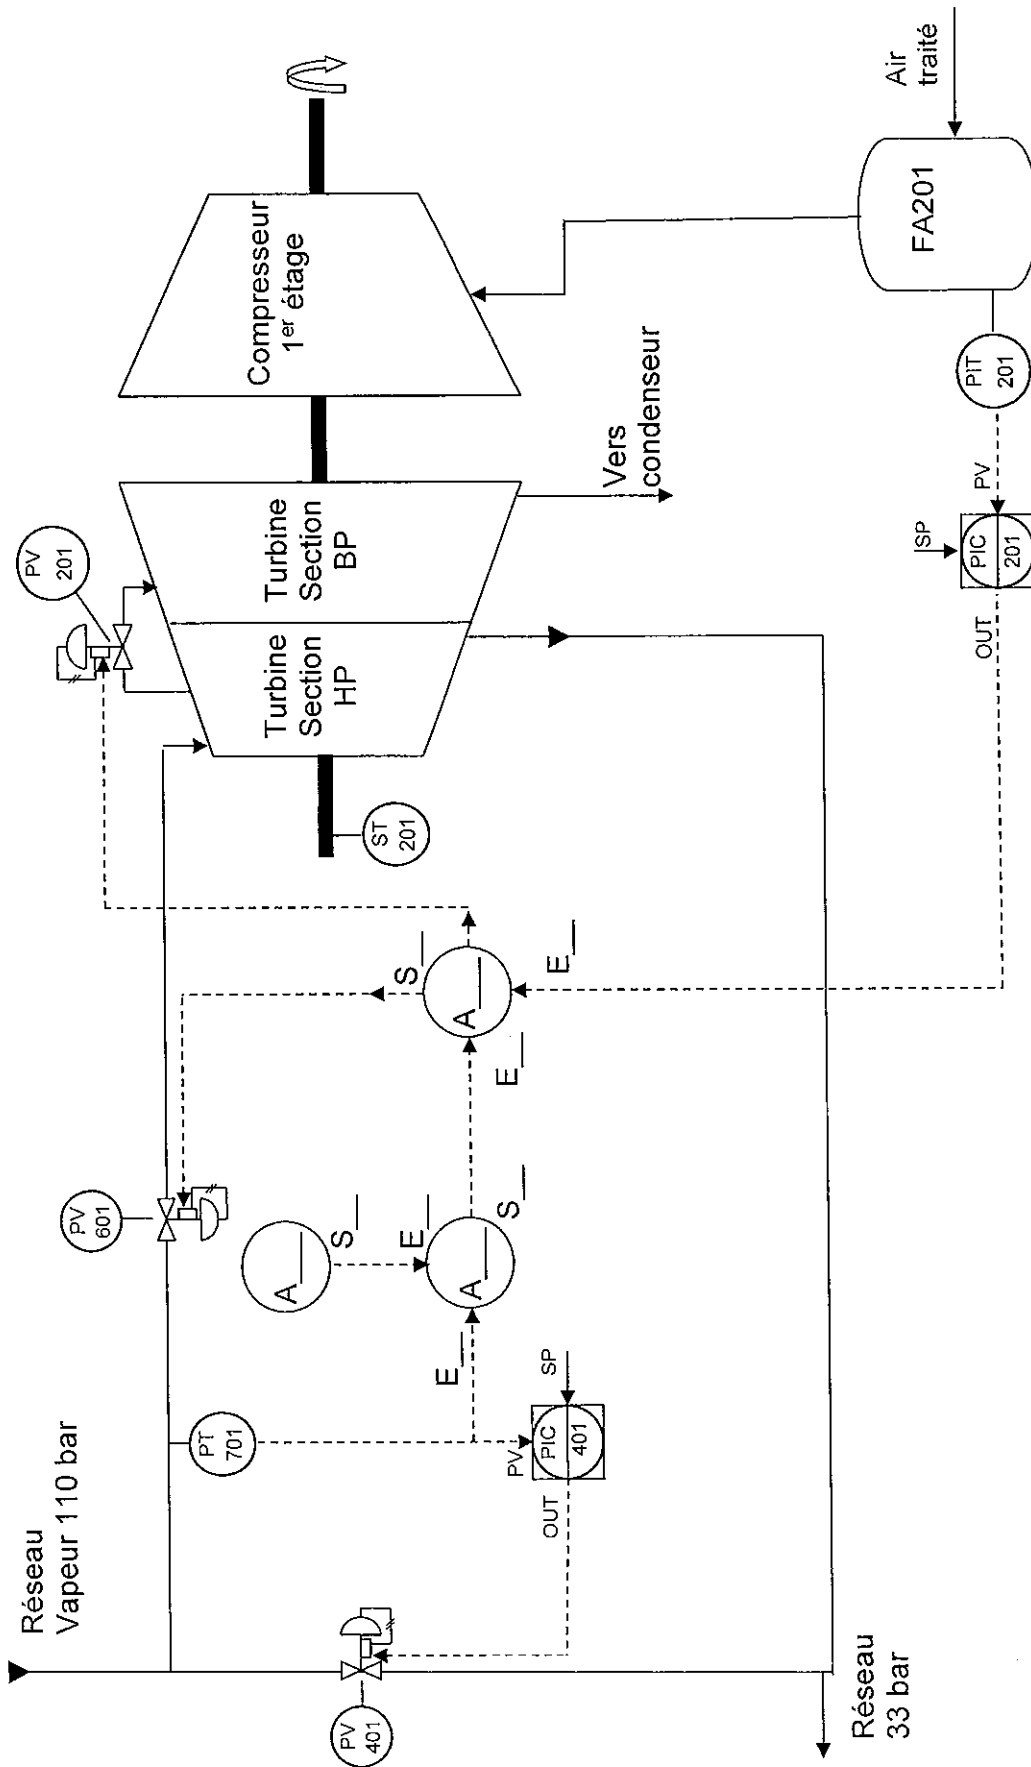 Réseau
Vapeur 110 bar
PV
401
PT
701
PV
601
PV
201
A__
S__
E__
E__
A__
S__
E__
A__
S__
E__
PV
PIC
401
SP
OUT
ST
201
Turbine
Section
HP
Turbine
Section
BP
Compresseur
1er étage
Vers
condenseur
Réseau
33 bar
OUT
SP
PIC
201
PV
PIT
201
FA201
Air
traité